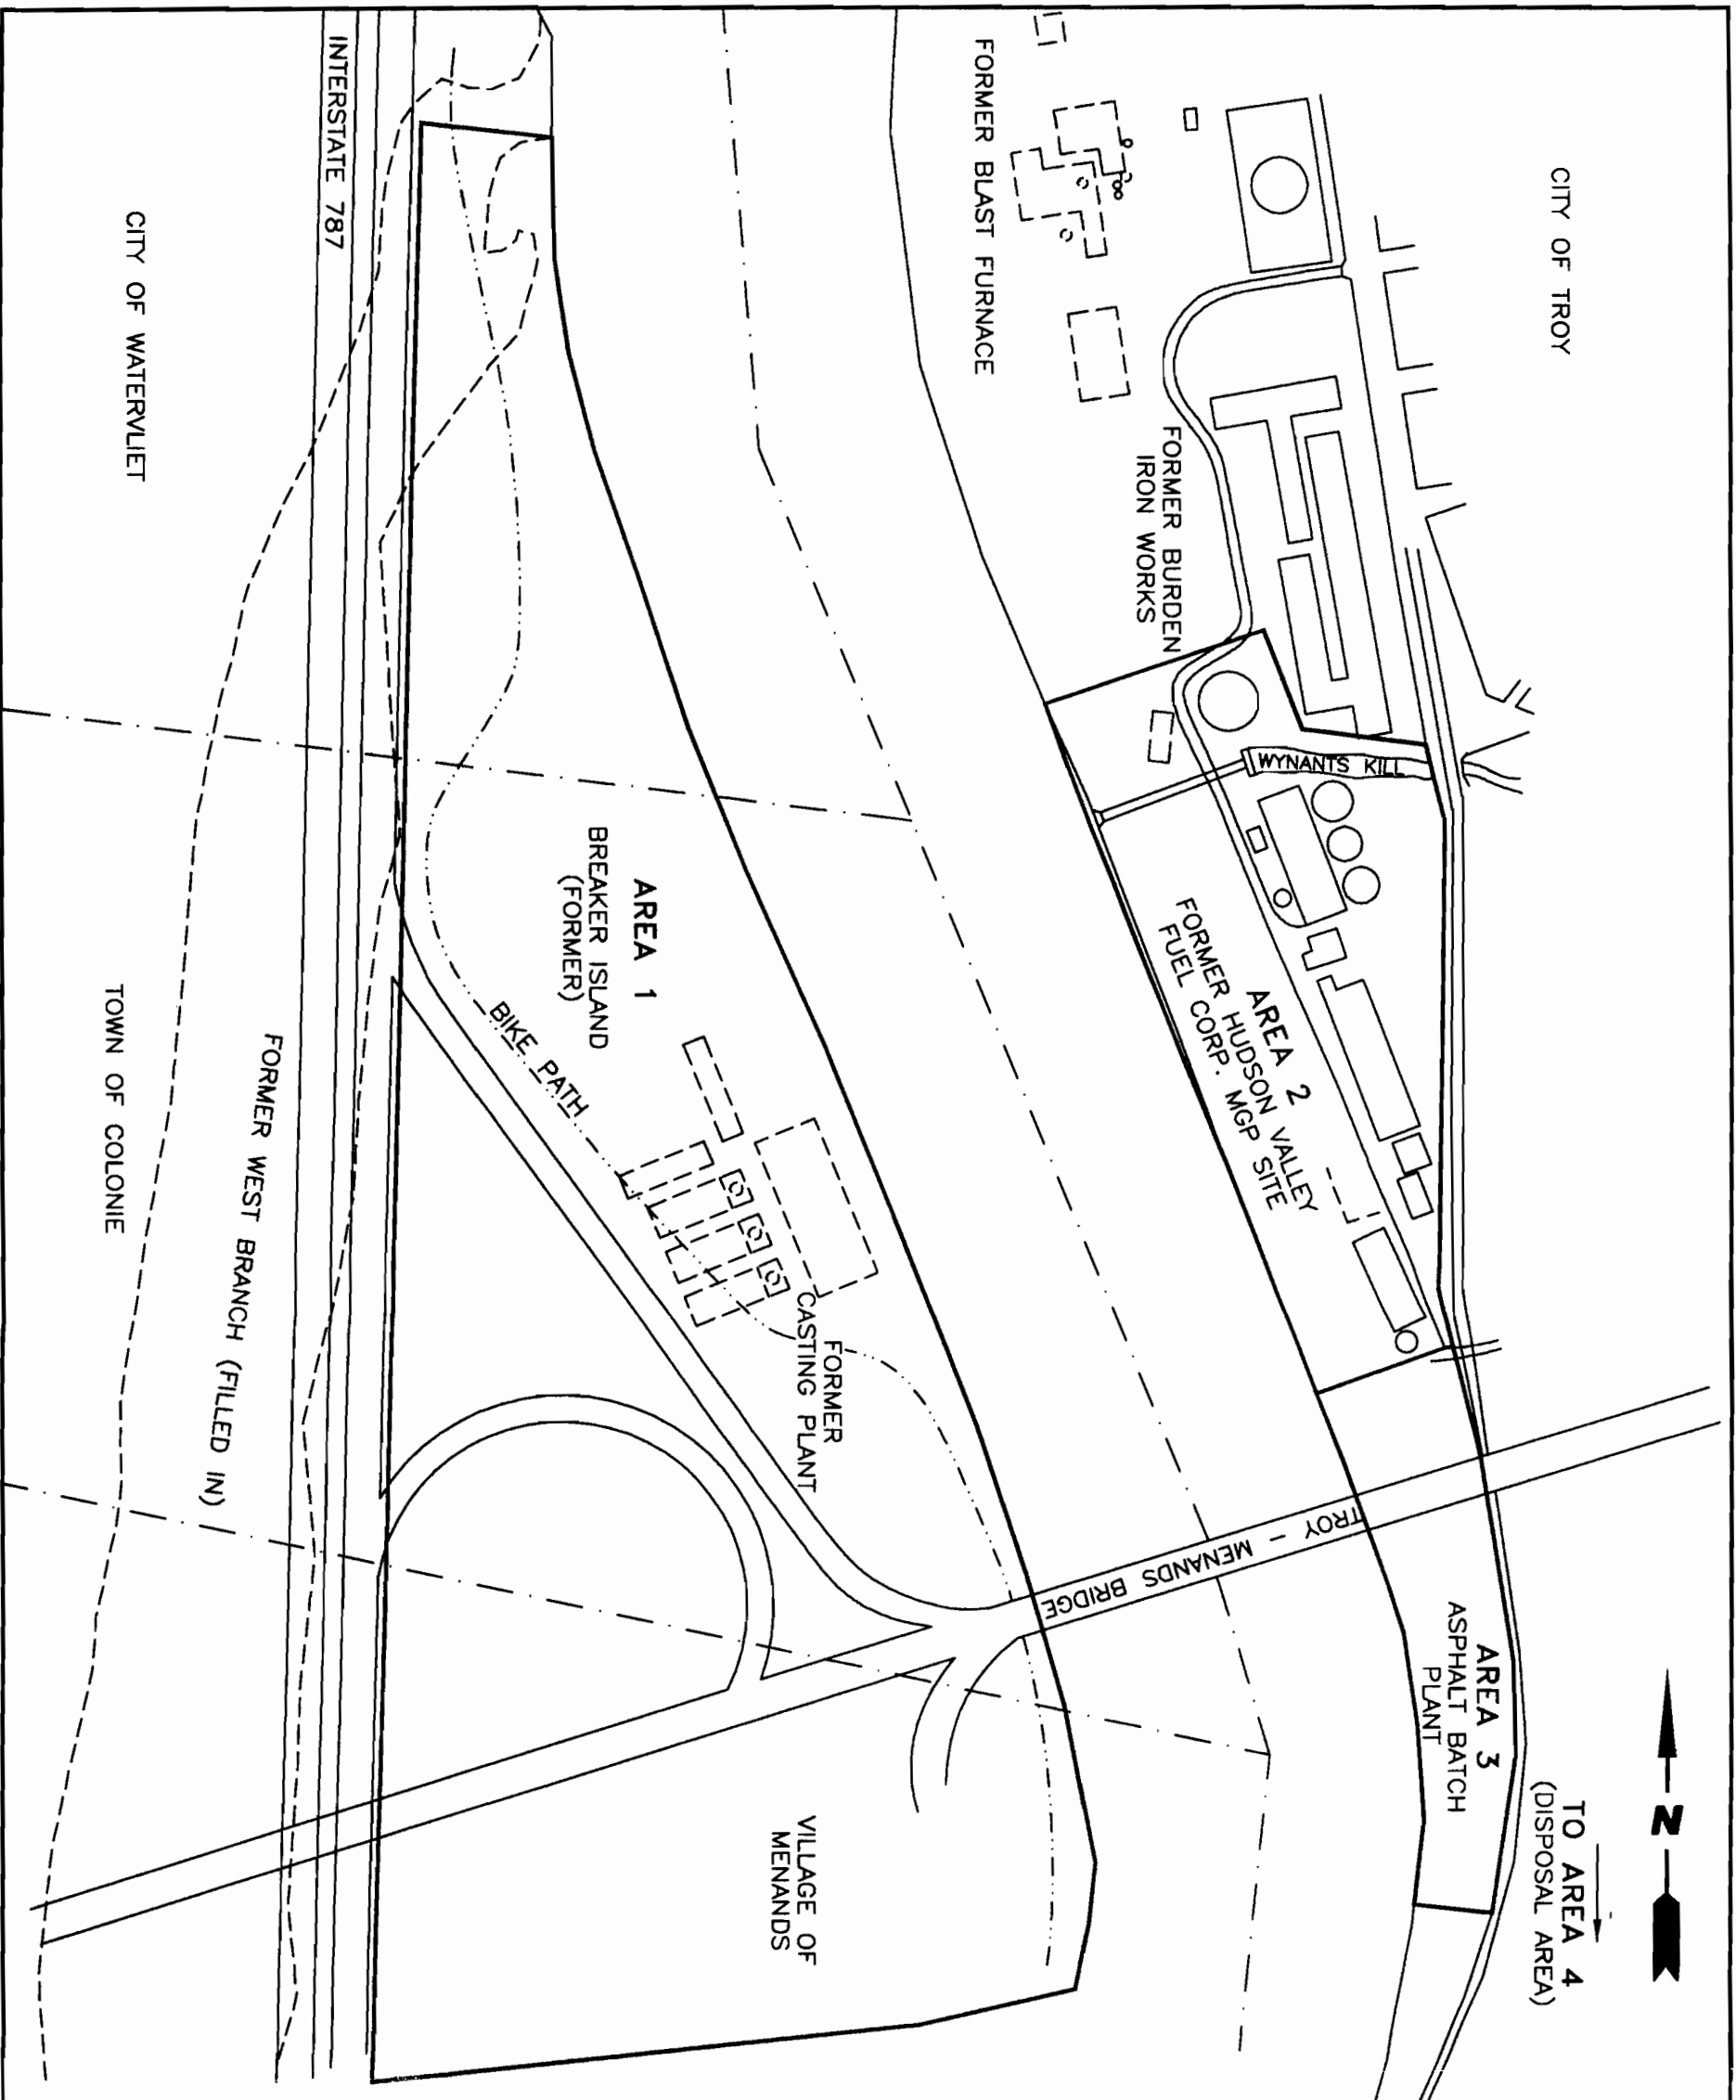 CITY OF TROY
FORMER BLAST FURNACE
INTERSTATE 787
CITY OF WATERVLIET
FORMER BURDEN
IRON WORKS
WYNANTS KILL
AREA 1
BREAKER ISLAND
(FORMER)
AREA 2
FORMER HUDSON VALLEY
FUEL CORP. MGP SITE
BIKE PATH
TOWN OF COLONIE
FORMER WEST BRANCH (FILLED IN)
FORMER
CASTING PLANT
TROY - MENANDS BRIDGE
AREA 3
ASPHALT BATCH
PLANT
TO AREA 4
(DISPOSAL AREA)
N
VILLAGE OF
MENANDS